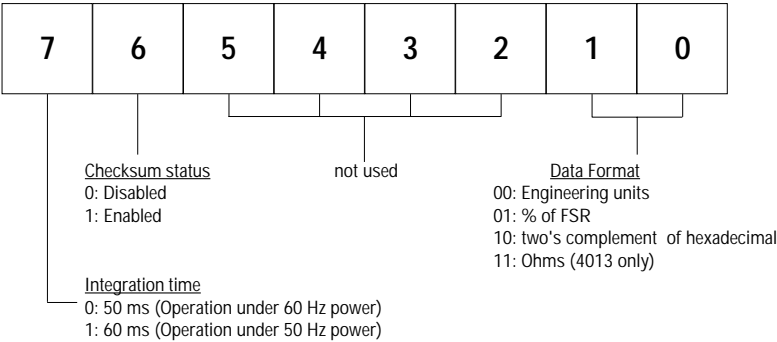 7 6 5 4 3 2 1 0
Checksum status
0: Disabled
1: Enabled
not used
Data Format
00: Engineering units
01: % of FSR
10: two's complement of hexadecimal
11: Ohms (4013 only)
Integration time
0: 50 ms (Operation under 60 Hz power)
1: 60 ms (Operation under 50 Hz power)